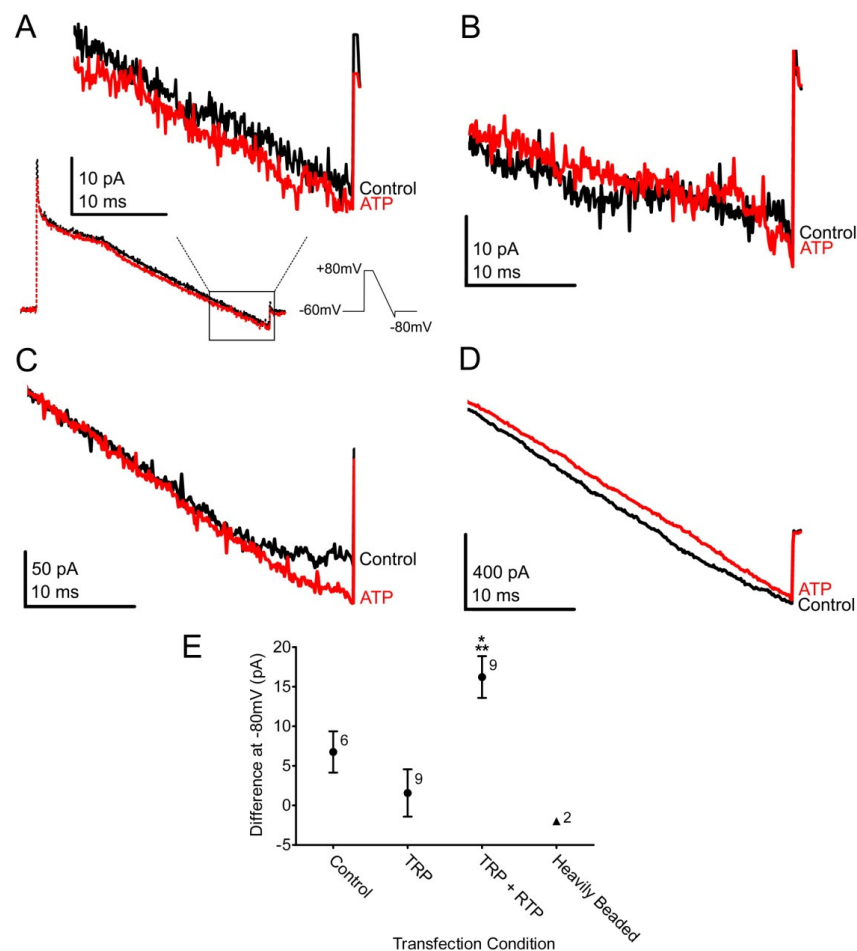 A
Control
ATP
10 pA
10 ms
+80mV
-60mV
-80mV
B
Control
ATP
10 pA
10 ms
C
Control
ATP
50 pA
10 ms
D
ATP
Control
400 pA
10 ms
E
Difference at -80mV (pA)
20
15
10
5
0
-5
6
9
*
**
9
2
Control
TRP
TRP + RTP
Heavily Beaded
Transfection Condition